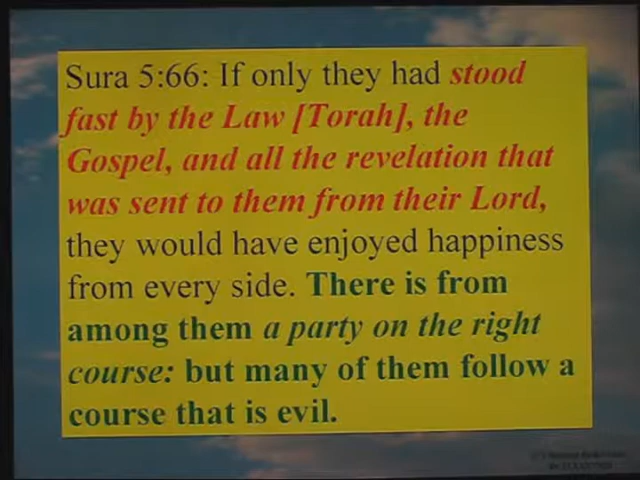 Sura 5:66: If only they had stood
fast by the Law [Torah], the
Gospel, and all the revelation that
was sent to them from their Lord,
they would have enjoyed happiness
from every side. There is from
among them a party on the right
course: but many of them follow a
course that is evil.